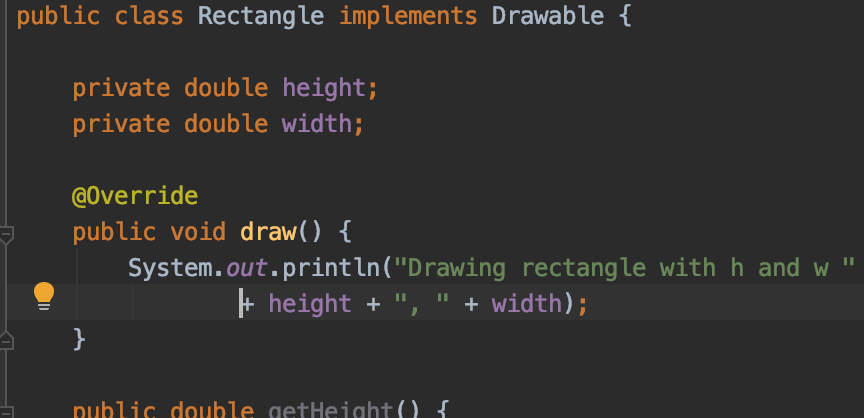 public class Rectangle implements Drawable {
private double height;
private double width;
@Override
public void draw() {
System.out.println("Drawing rectangle with h and w "
+ height + ", " + width);
}
public double getHeight() {